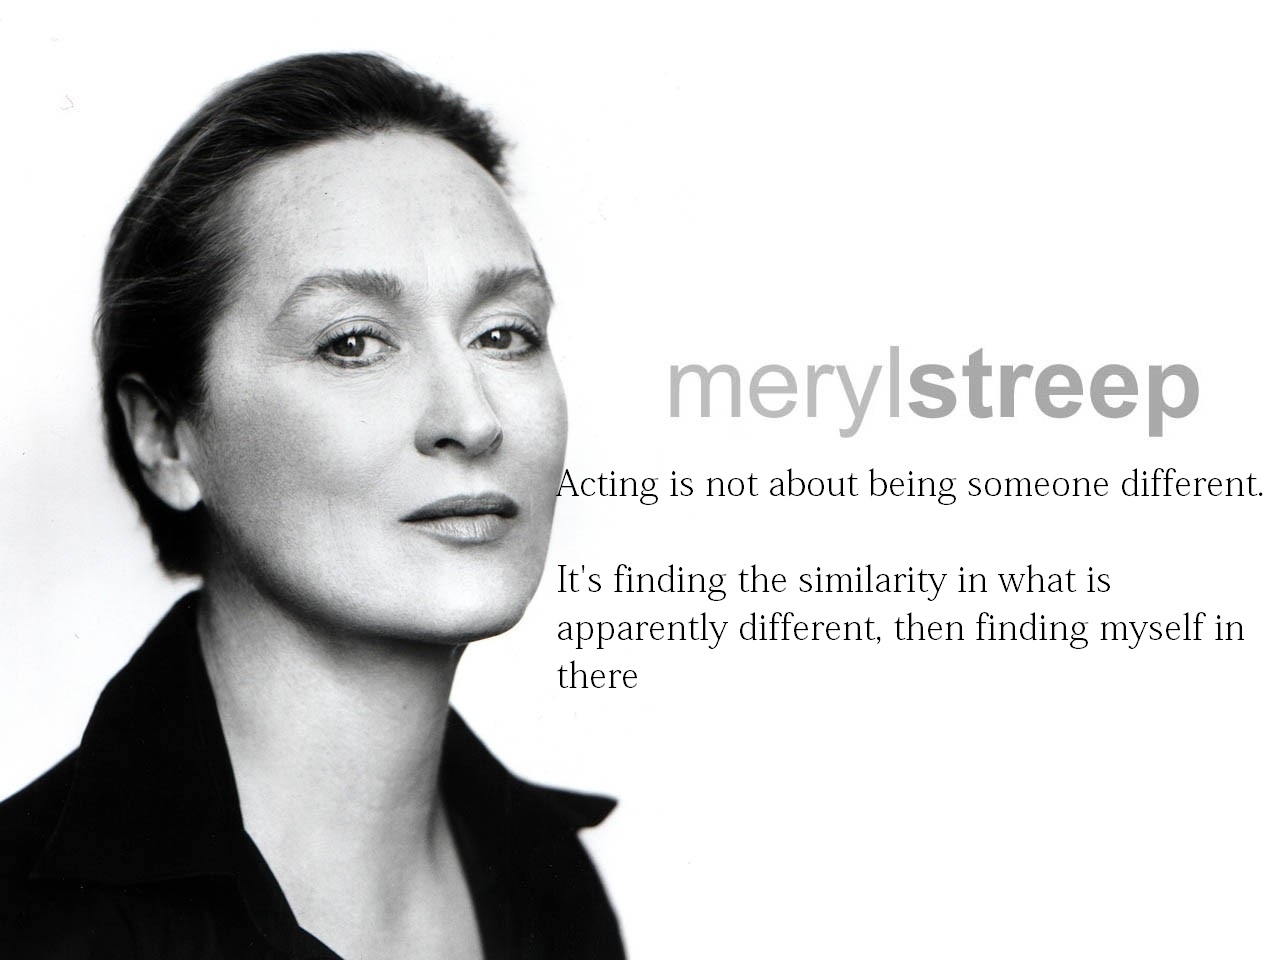 merylstreep
Acting is not about being someone different.
It's finding the similarity in what is
apparently different, then finding myself in
there